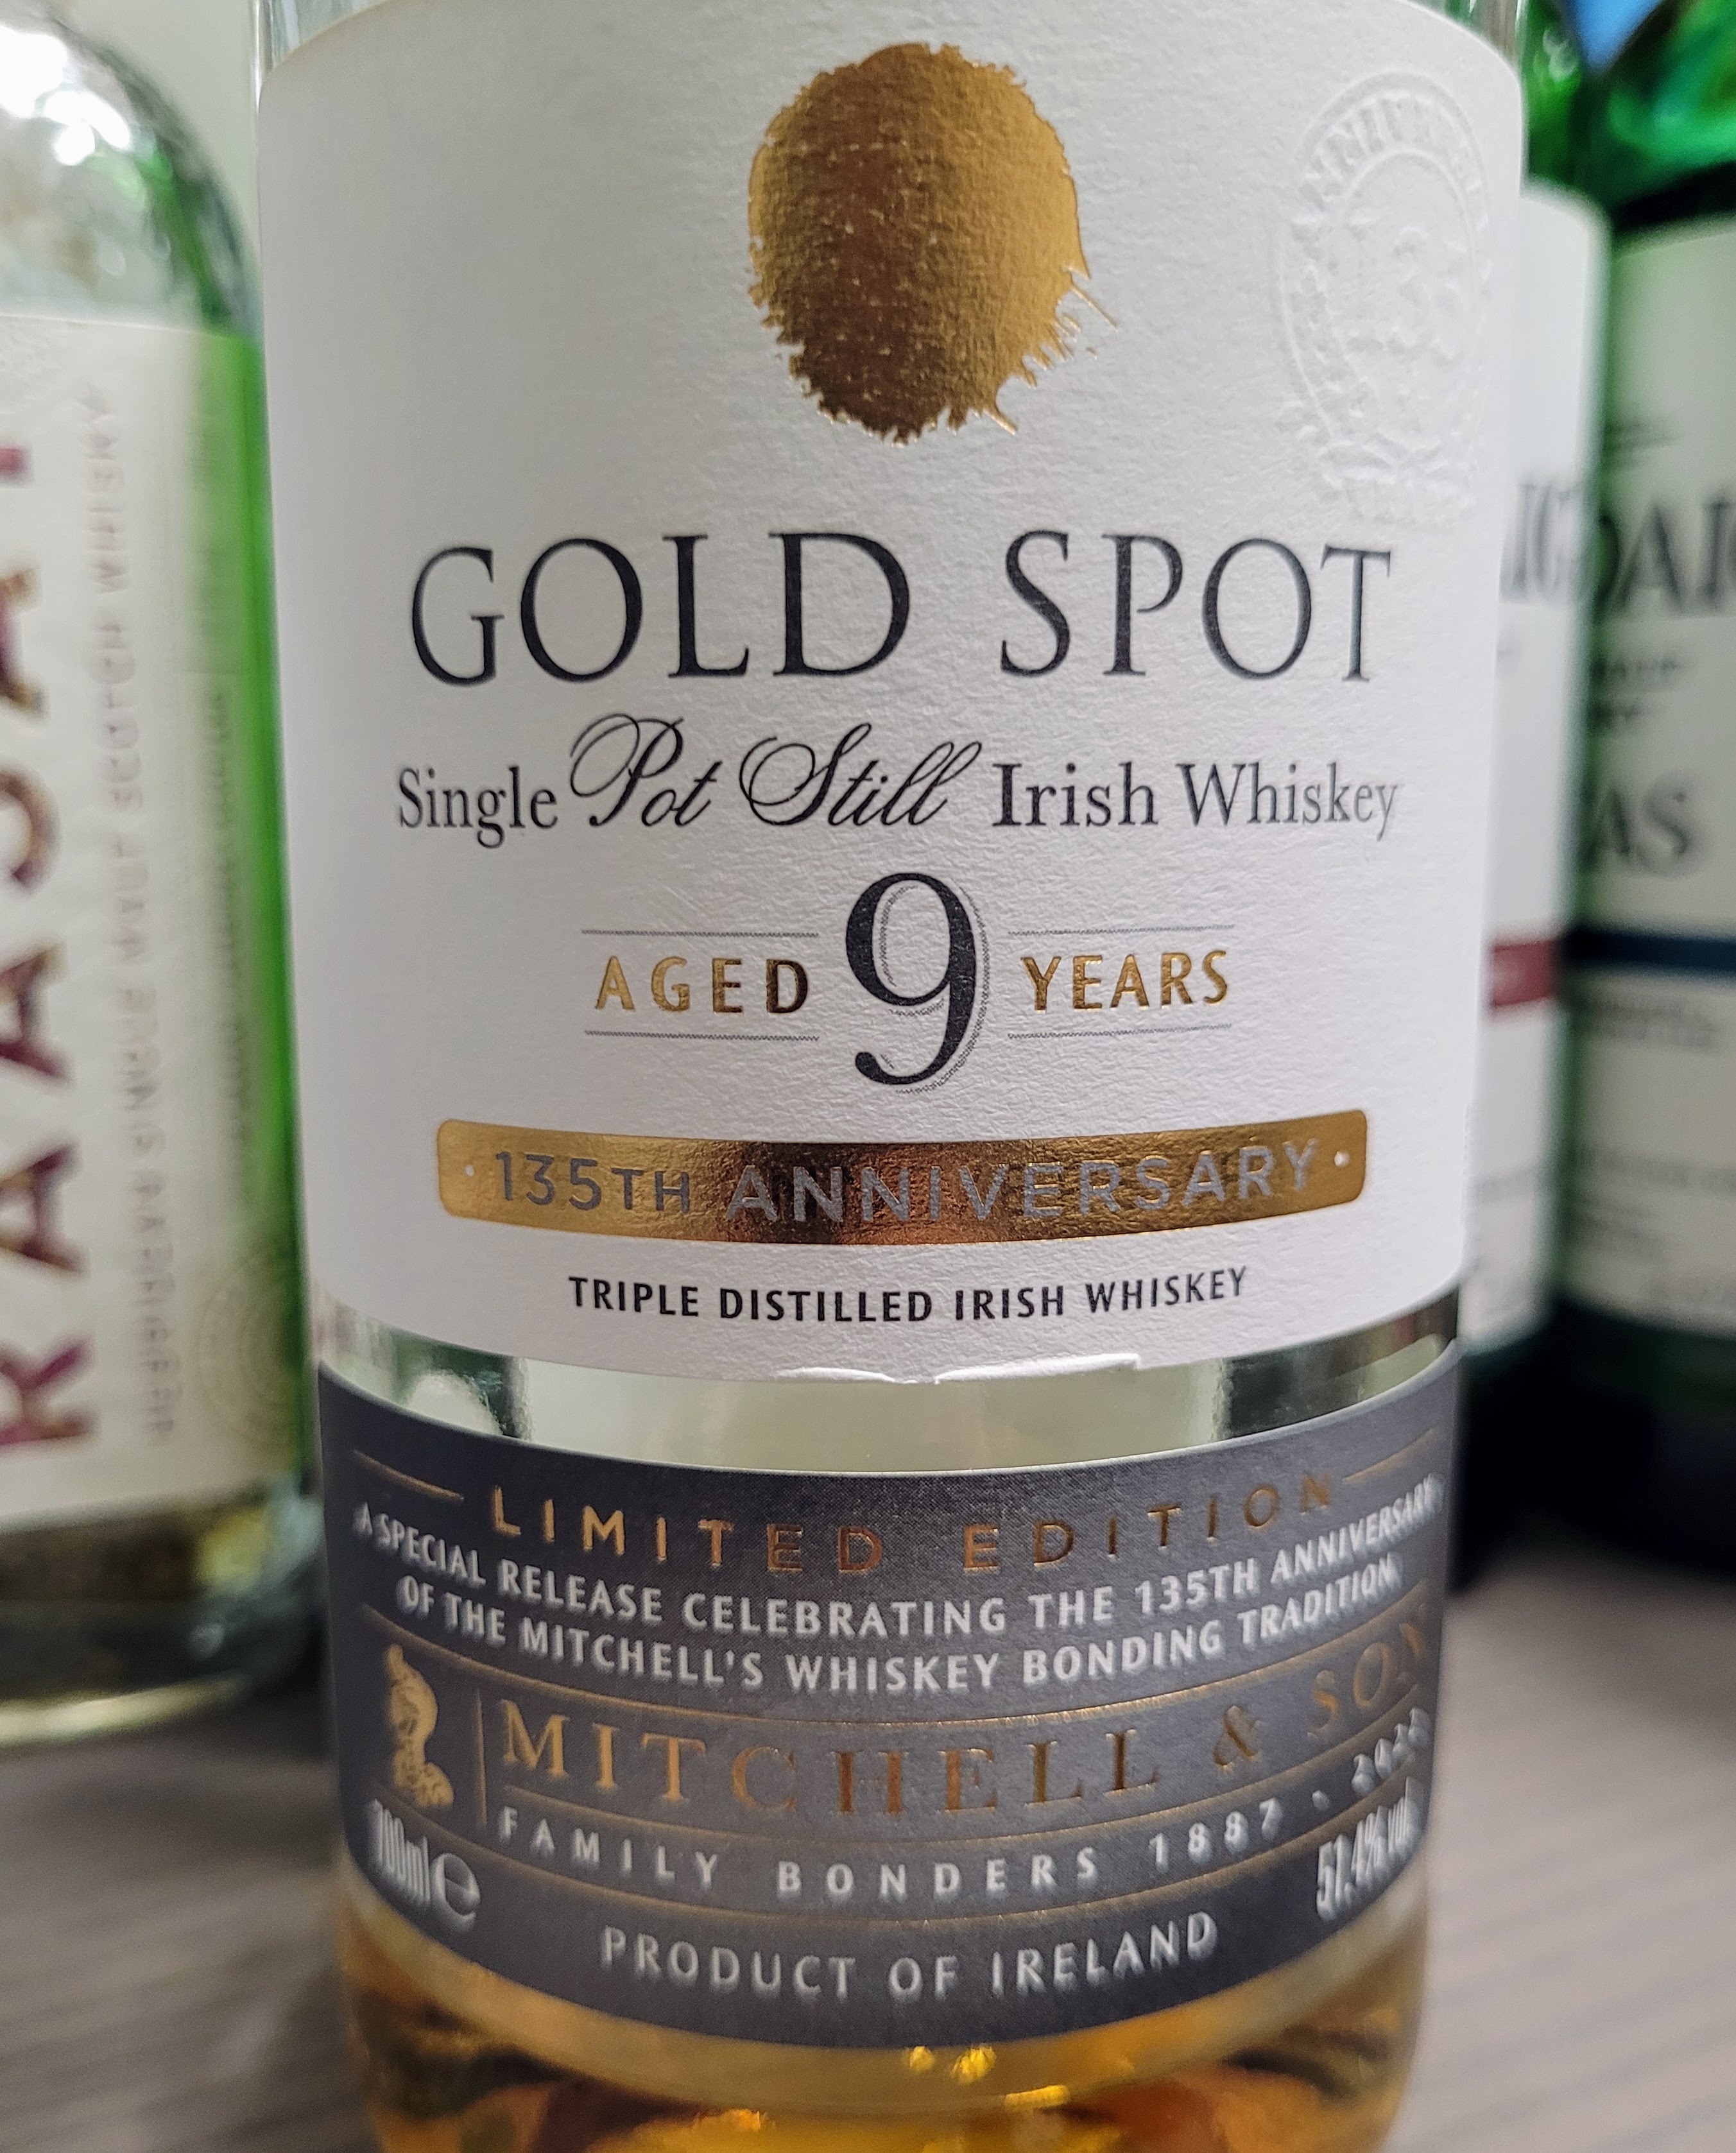 GOLD SPOT
Single Pot Still Irish Whiskey
AGED 9 YEARS
· 135TH ANNIVERSARY ·
TRIPLE DISTILLED IRISH WHISKEY
LIMITED EDITION
A SPECIAL RELEASE CELEBRATING THE 135TH ANNIVERSARY
OF THE MITCHELL'S WHISKEY BONDING TRADITION
MITCHELL & SON
FAMILY BONDERS 1887 - 2022
700ml e
51.4% vol.
PRODUCT OF IRELAND
RAASAY